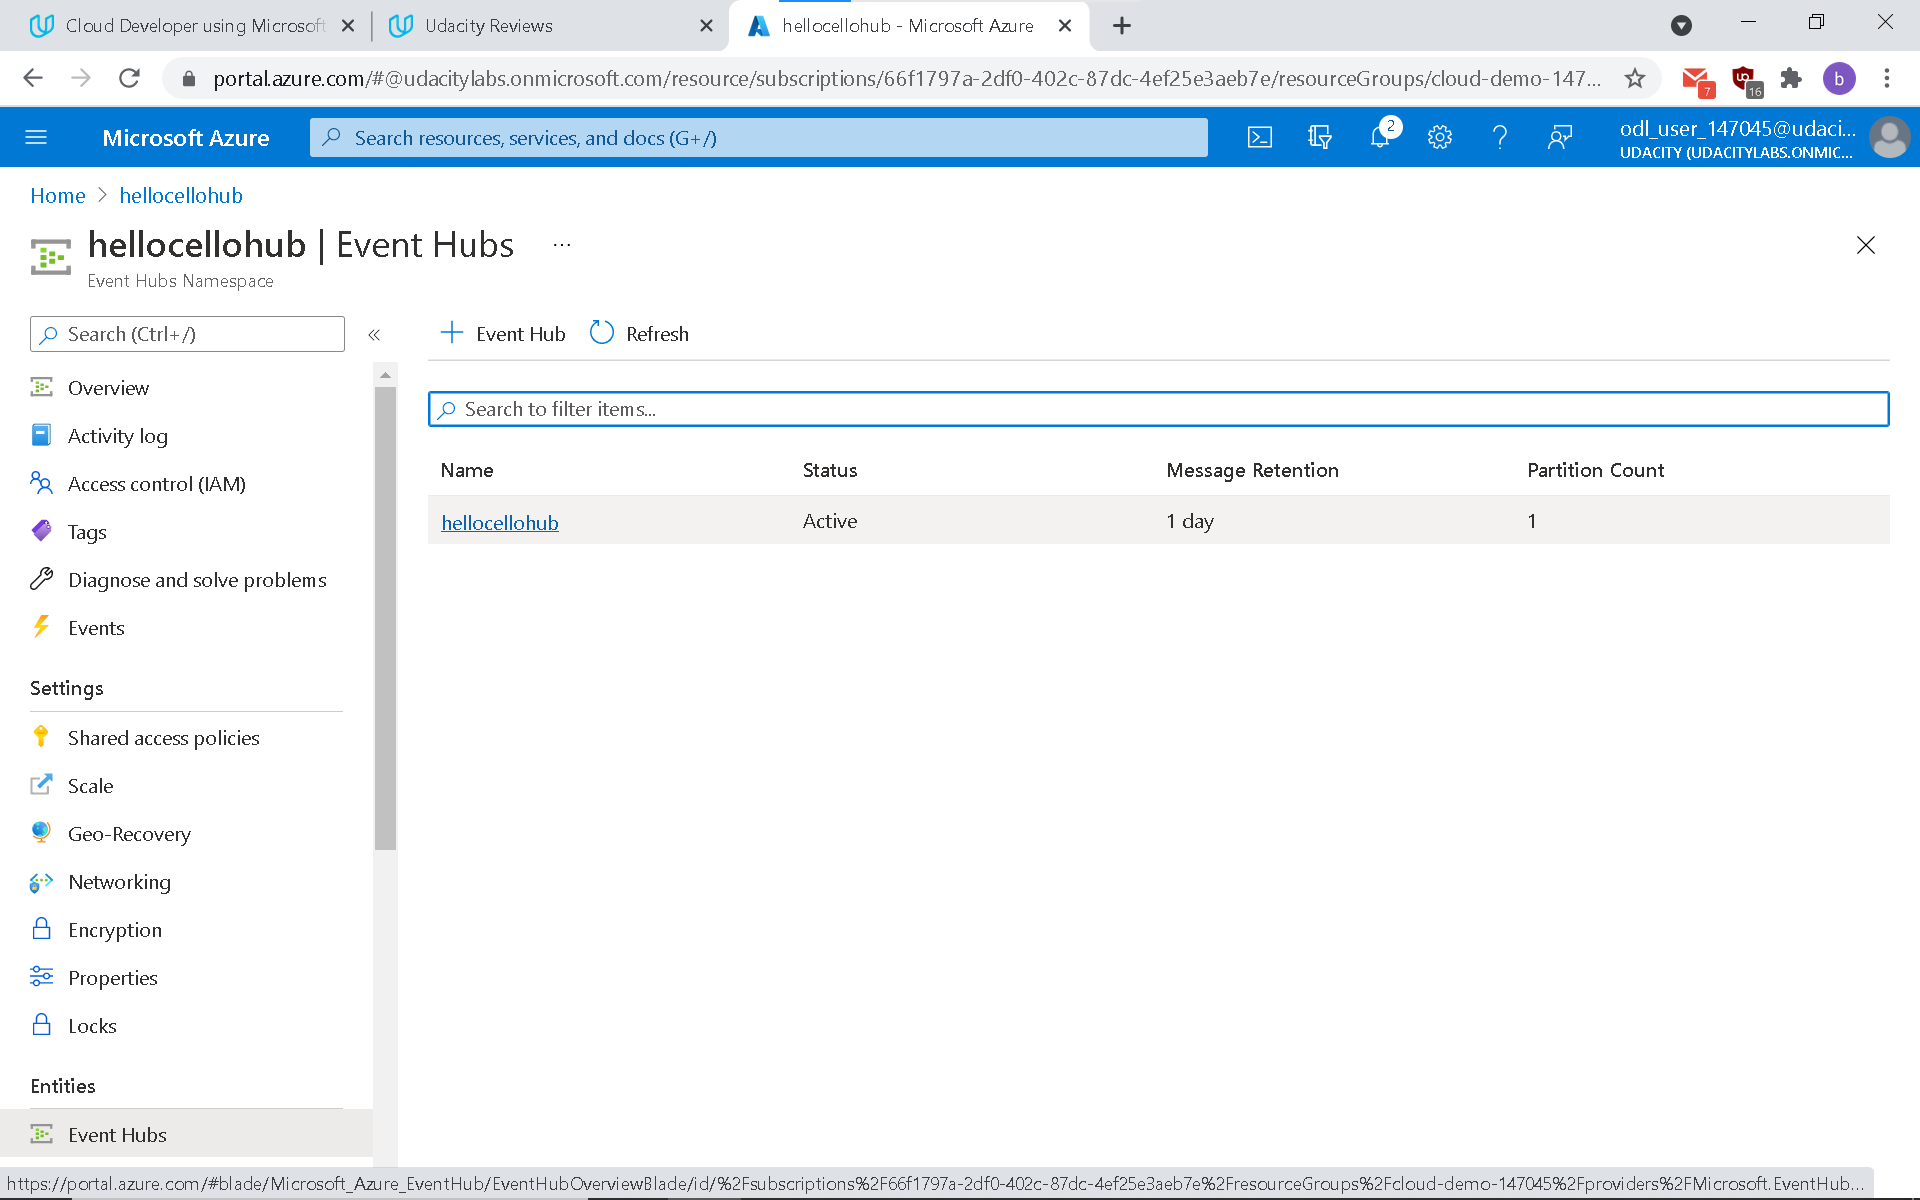 Cloud Developer using Microsoft
Udacity Reviews
hellocellohub - Microsoft Azure
portal.azure.com/#@udacitylabs.onmicrosoft.com/resource/subscriptions/66f1797a-2df0-402c-87dc-4ef25e3aeb7e/resourceGroups/cloud-demo-147...
7
16
b
Microsoft Azure
Search resources, services, and docs (G+/)
2
odl_user_147045@udaci...
UDACITY (UDACITYLABS.ONMIC...
Home > hellocellohub
hellocellohub | Event Hubs ...
Event Hubs Namespace
Search (Ctrl+/)
«
+ Event Hub
Refresh
Search to filter items...
Name Status Message Retention Partition Count
hellocellohub Active 1 day 1
Overview
Activity log
Access control (IAM)
Tags
Diagnose and solve problems
Events
Settings
Shared access policies
Scale
Geo-Recovery
Networking
Encryption
Properties
Locks
Entities
Event Hubs
https://portal.azure.com/#blade/Microsoft_Azure_EventHub/EventHubOverviewBlade/id/%2Fsubscriptions%2F66f1797a-2df0-402c-87dc-4ef25e3aeb7e%2FresourceGroups%2Fcloud-demo-147045%2Fproviders%2FMicrosoft.EventHub...